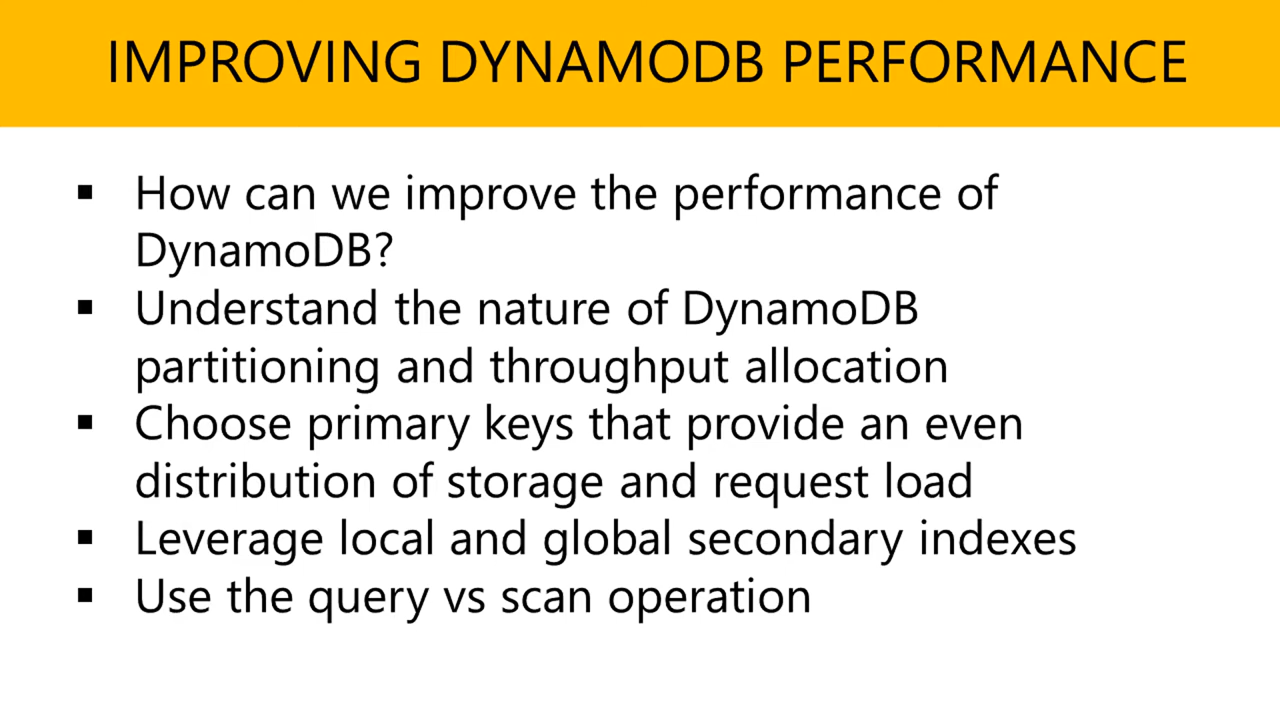 IMPROVING DYNAMODB PERFORMANCE
▪ How can we improve the performance of
DynamoDB?
▪ Understand the nature of DynamoDB
partitioning and throughput allocation
▪ Choose primary keys that provide an even
distribution of storage and request load
▪ Leverage local and global secondary indexes
▪ Use the query vs scan operation